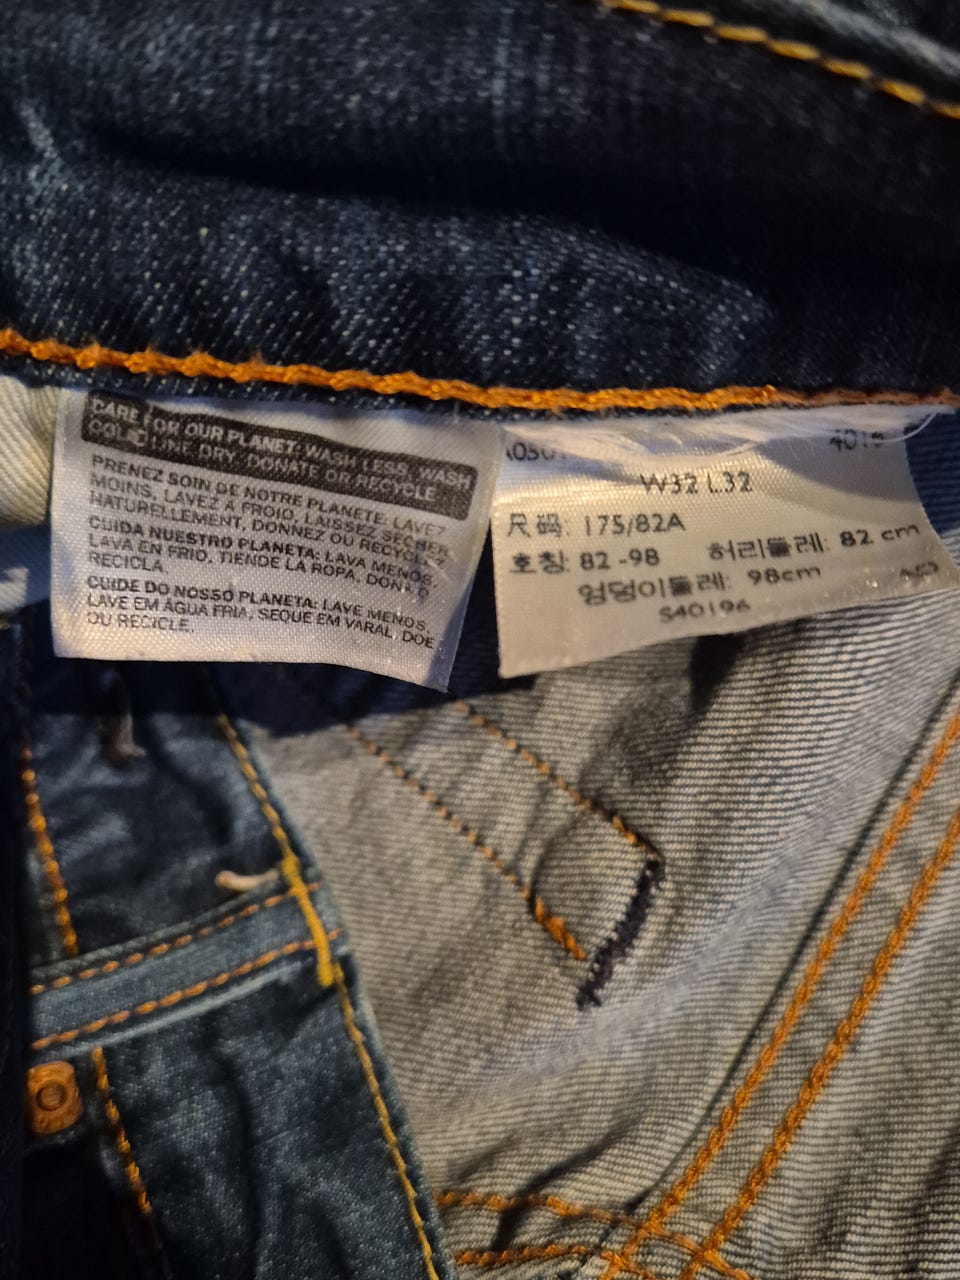 CARE FOR OUR PLANET: WASH LESS, WASH
COLD, LINE DRY, DONATE OR RECYCLE
PRENEZ SOIN DE NOTRE PLANETE: LAVEZ
MOINS, LAVEZ À FROID, LAISSEZ SÉCHER
NATURELLEMENT, DONNEZ OU RECYCLEZ
CUIDA NUESTRO PLANETA: LAVA MENOS,
LAVA EN FRIO, TIENDE LA ROPA, DONA O
RECICLA.
CUIDE DO NOSSO PLANETA: LAVE MENOS,
LAVE EM ÁGUA FRIA, SEQUE EM VARAL, DOE
OU RECICLE.
W32 L32
尺码: 175/82A
호칭: 82 -98 허리둘레: 82 cm
엉덩이둘레: 98cm
S40196